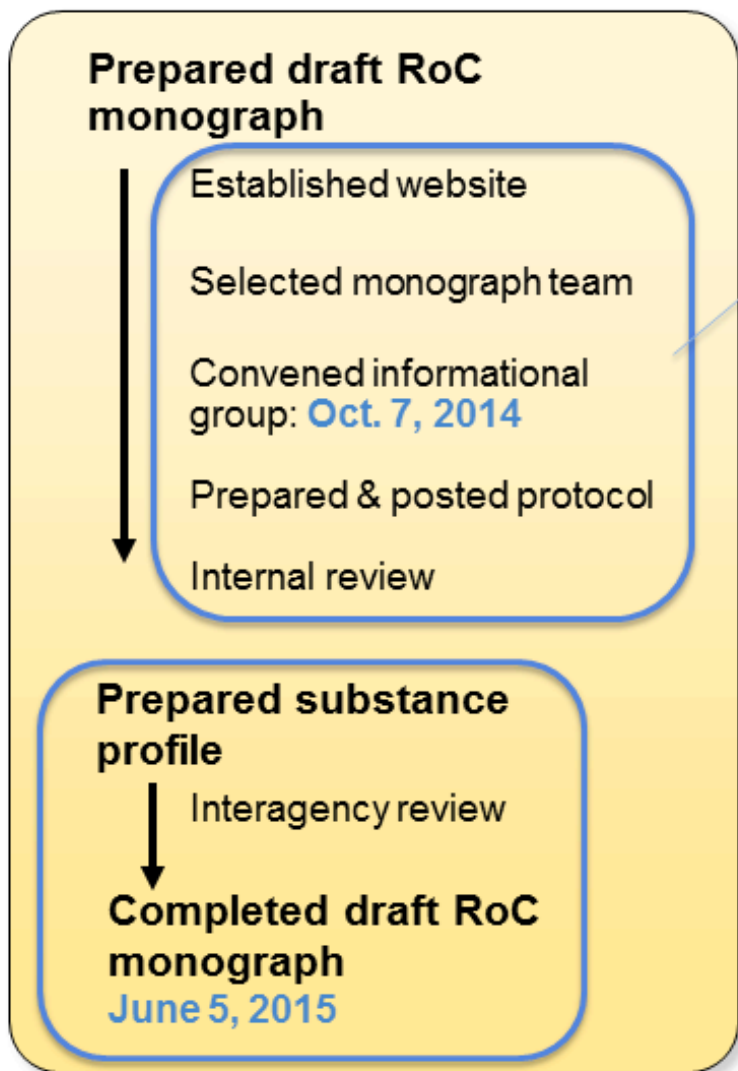 Prepared draft RoC
monograph
Established website
Selected monograph team
Convened informational
group: Oct. 7, 2014
Prepared & posted protocol
Internal review
Prepared substance
profile
Interagency review
Completed draft RoC
monograph
June 5, 2015